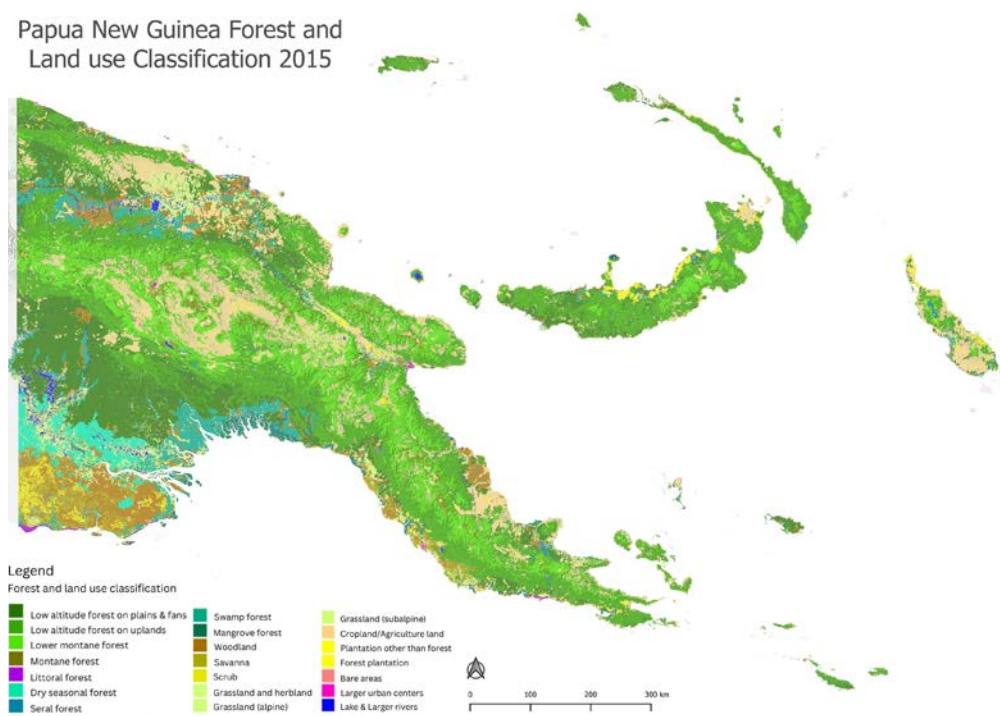 Papua New Guinea Forest and
Land use Classification 2015
Legend
Forest and land use classification
Low altitude forest on plains & fans
Low altitude forest on uplands
Lower montane forest
Montane forest
Littoral forest
Dry seasonal forest
Seral forest
Swamp forest
Mangrove forest
Woodland
Savanna
Scrub
Grassland and herbland
Grassland (alpine)
Grassland (subalpine)
Cropland/Agriculture land
Plantation other than forest
Forest plantation
Bare areas
Larger urban centers
Lake & Larger rivers
0 100 200 300 km